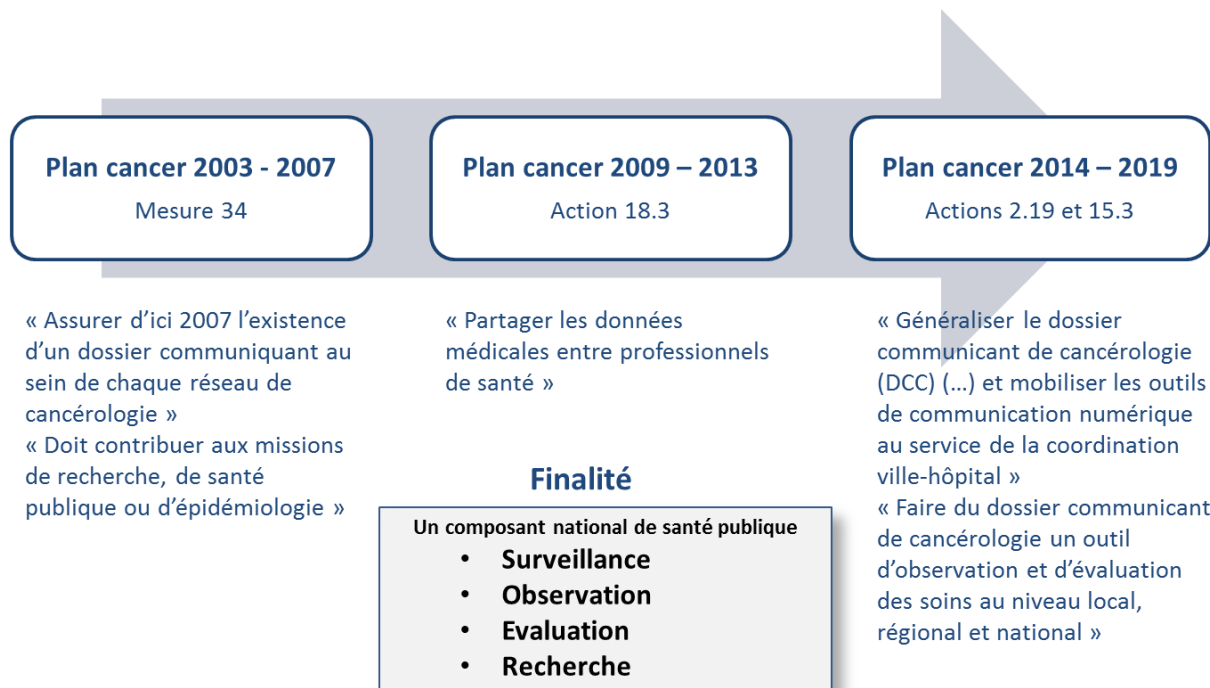 Plan cancer 2003 - 2007
Mesure 34
Plan cancer 2009 – 2013
Action 18.3
Plan cancer 2014 – 2019
Actions 2.19 et 15.3
« Assurer d’ici 2007 l’existence
d’un dossier communiquant au
sein de chaque réseau de
cancérologie »
« Doit contribuer aux missions
de recherche, de santé
publique ou d’épidémiologie »
« Partager les données
médicales entre professionnels
de santé »
« Généraliser le dossier
communicant de cancérologie
(DCC) (…) et mobiliser les outils
de communication numérique
au service de la coordination
ville-hôpital »
« Faire du dossier communicant
de cancérologie un outil
d’observation et d’évaluation
des soins au niveau local,
régional et national »
Finalité
Un composant national de santé publique
• Surveillance
• Observation
• Evaluation
• Recherche